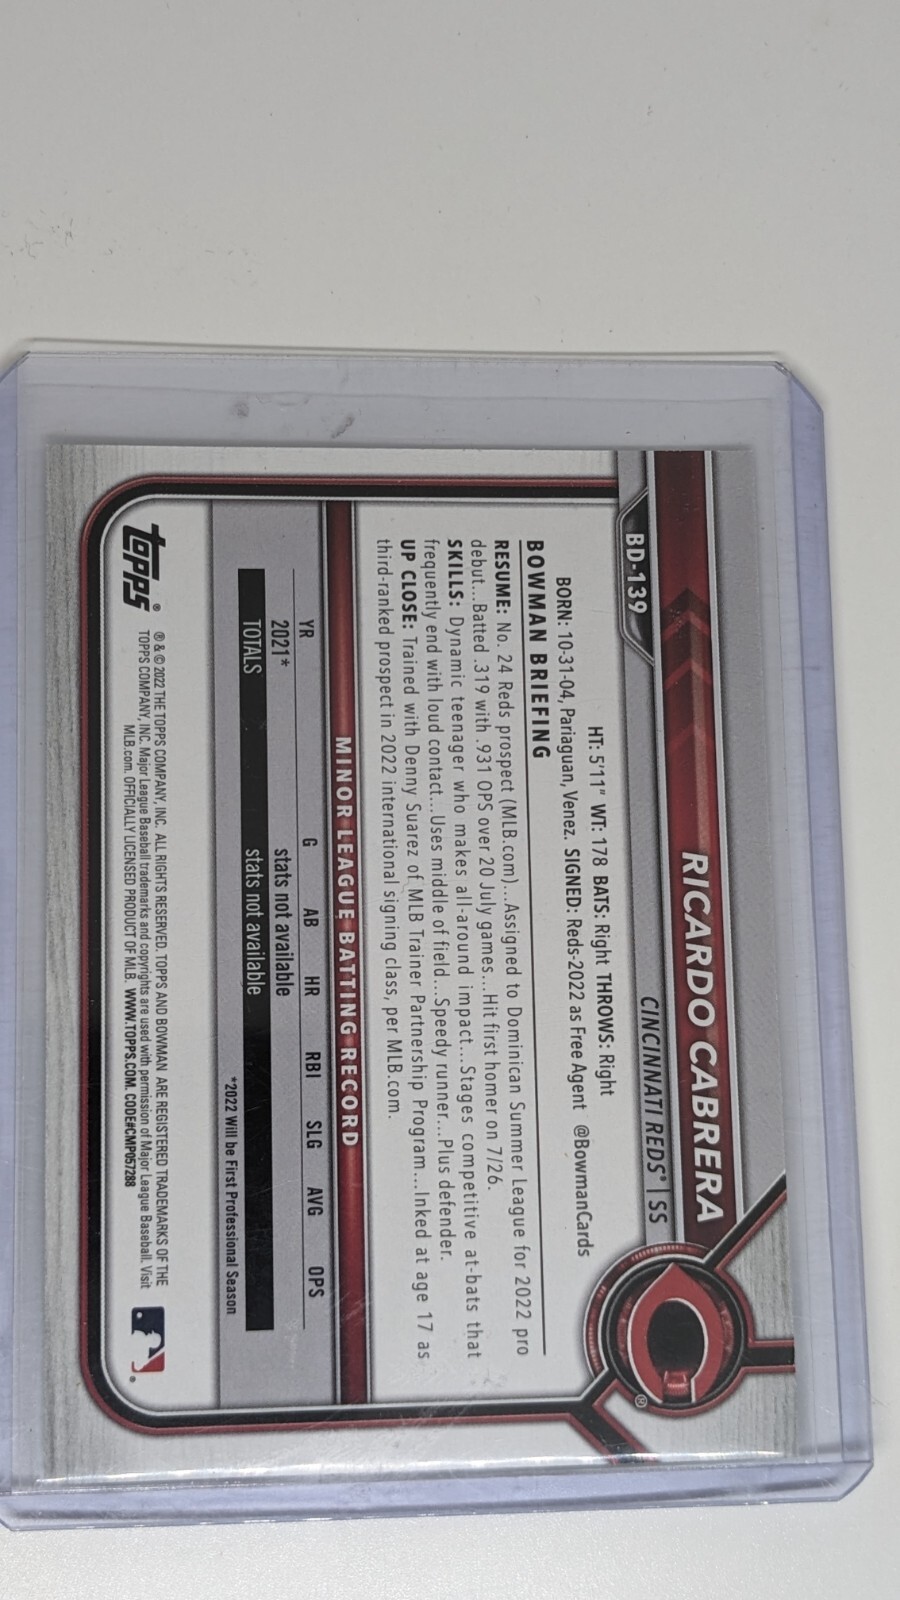 RICARDO CABRERA
CINCINNATI REDS® | SS
BD-139
HT: 5'11" WT: 178 BATS: Right THROWS: Right
BORN: 10-31-04, Pariaguan, Venez. SIGNED: Reds-2022 as Free Agent @BowmanCards
BOWMAN BRIEFING
RESUME: No. 24 Reds prospect (MLB.com)...Assigned to Dominican Summer League for 2022 pro
debut...Batted .319 with .931 OPS over 20 July games...Hit first homer on 7/26.
SKILLS: Dynamic teenager who makes all-around impact...Stages competitive at-bats that
frequently end with loud contact...Uses middle of field...Speedy runner...Plus defender.
UP CLOSE: Trained with Denny Suarez of MLB Trainer Partnership Program...Inked at age 17 as
third-ranked prospect in 2022 international signing class, per MLB.com.
MINOR LEAGUE BATTING RECORD
YR G AB HR RBI SLG AVG OPS
2021* stats not available
TOTALS stats not available
*2022 Will be First Professional Season
topps®
® & © 2022 THE TOPPS COMPANY, INC. ALL RIGHTS RESERVED. TOPPS AND BOWMAN ARE REGISTERED TRADEMARKS OF THE
TOPPS COMPANY, INC. Major League Baseball trademarks and copyrights are used with permission of Major League Baseball. Visit
MLB.com. OFFICIALLY LICENSED PRODUCT OF MLB. WWW.TOPPS.COM. CODE#CMP057288